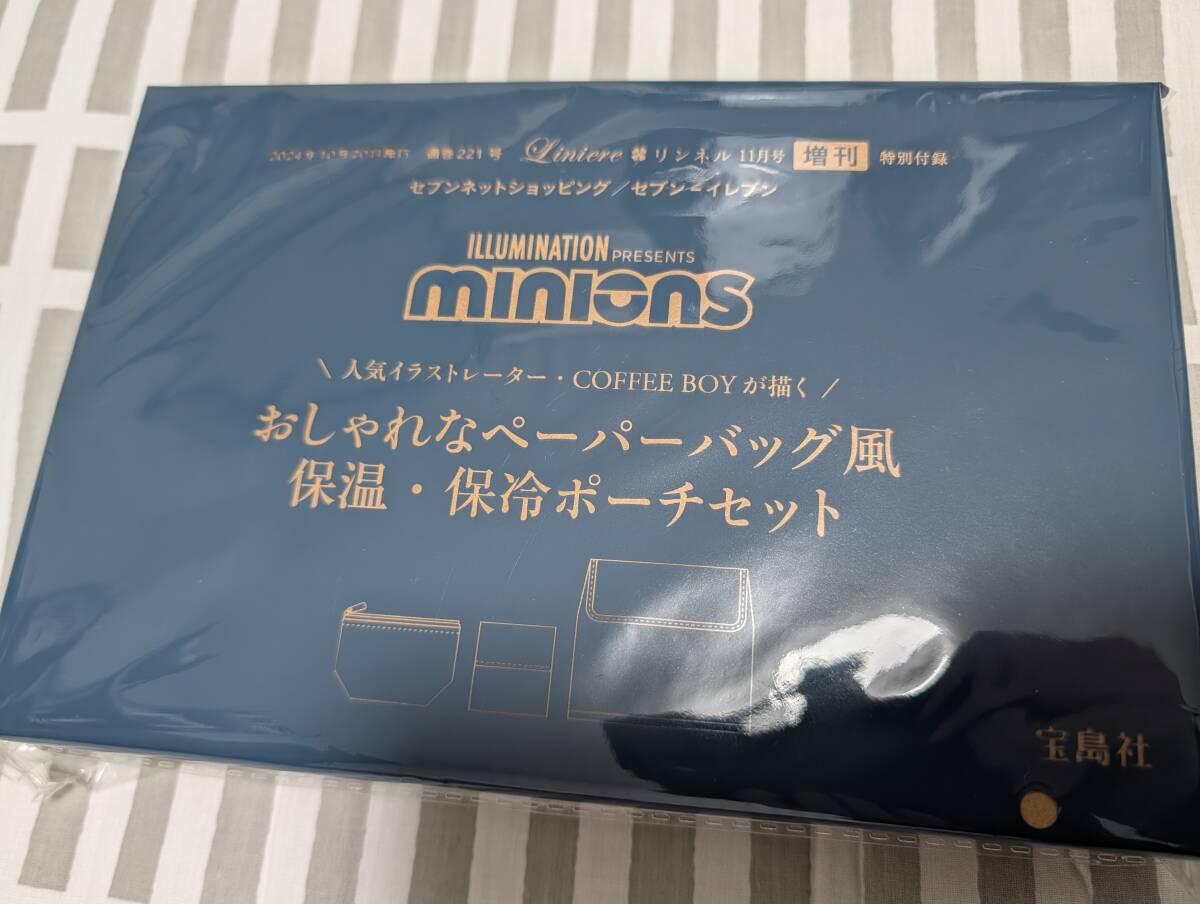 2024年10月20日発行 通巻221号 Liniere リンネル 11月号 増刊 特別付録
セブンネットショッピング/セブン-イレブン
ILLUMINATION PRESENTS
minions
\ 人気イラストレーター・COFFEE BOYが描く /
おしゃれなペーパーバッグ風
保温・保冷ポーチセット
宝島社